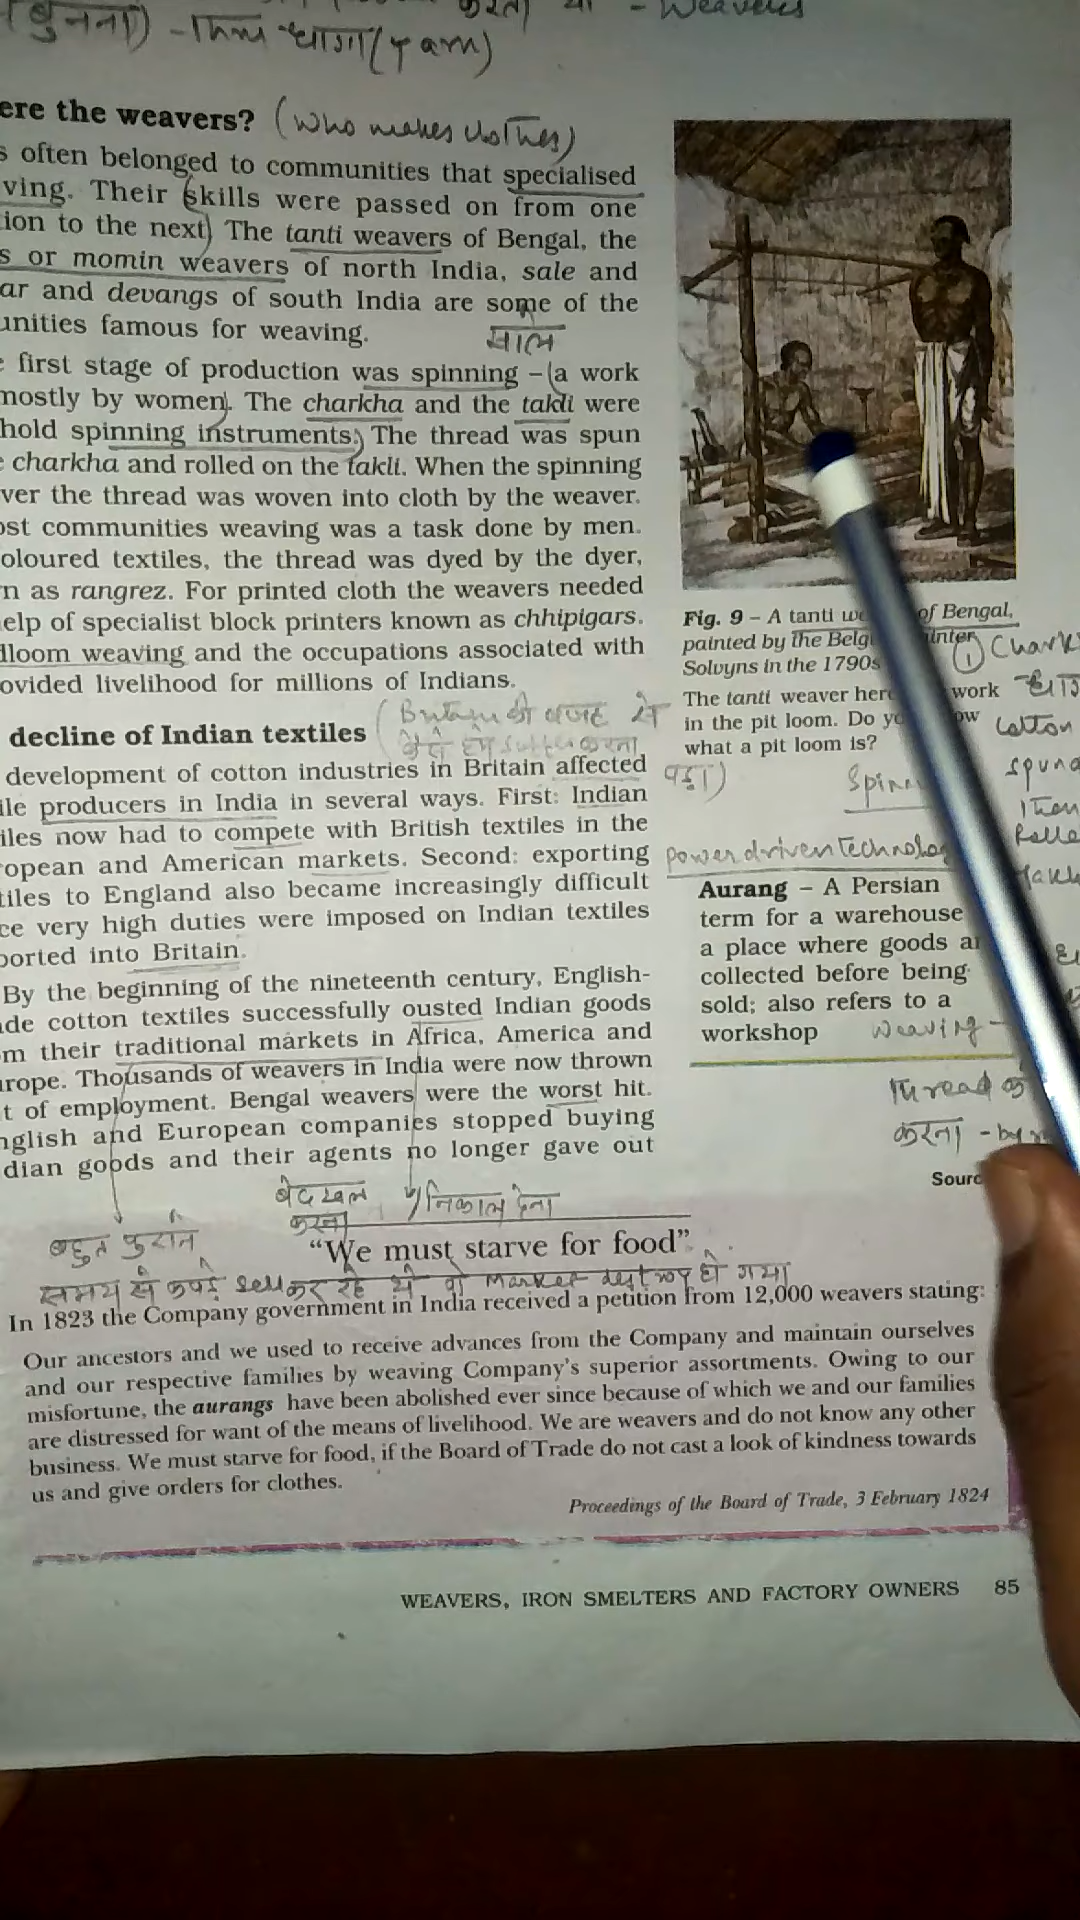 (बुनना) - धागा (yarn)
करता था - Weavers
ere the weavers? (who makes clothes)
s often belonged to communities that specialised
ving. Their skills were passed on from one
tion to the next. The tanti weavers of Bengal, the
s or momin weavers of north India, sale and
ar and devangs of south India are some of the
unities famous for weaving.
साल
e first stage of production was spinning – a work
mostly by women. The charkha and the takli were
hold spinning instruments. The thread was spun
e charkha and rolled on the takli. When the spinning
ver the thread was woven into cloth by the weaver.
ost communities weaving was a task done by men.
oloured textiles, the thread was dyed by the dyer,
n as rangrez. For printed cloth the weavers needed
elp of specialist block printers known as chhipigars.
lloom weaving and the occupations associated with
ovided livelihood for millions of Indians.
decline of Indian textiles
(Britain की वजह से
कैसे इन्हें suffer करना
पड़ा)
development of cotton industries in Britain affected
ile producers in India in several ways. First: Indian
iles now had to compete with British textiles in the
ropean and American markets. Second: exporting
tiles to England also became increasingly difficult
ce very high duties were imposed on Indian textiles
ported into Britain.
By the beginning of the nineteenth century, English-
de cotton textiles successfully ousted Indian goods
m their traditional markets in Africa, America and
urope. Thousands of weavers in India were now thrown
t of employment. Bengal weavers were the worst hit.
nglish and European companies stopped buying
dian goods and their agents no longer gave out
Fig. 9 – A tanti we of Bengal,
painted by the Belgi inter
Solvyns in the 1790s
The tanti weaver her work
in the pit loom. Do yo ow
what a pit loom is?
① Chark
cotton
spun
Spinn
power driven technolog
Aurang – A Persian
term for a warehouse
a place where goods ar
collected before being
sold; also refers to a
workshop
weaving -
Thread को
करना - by
Sourc
बेदखल
करना
निकाल देना
बहुत पुराने
"We must starve for food"
समय से कपड़े sell कर रहे थे वो Market destroy हो गया
In 1823 the Company government in India received a petition from 12,000 weavers stating:
Our ancestors and we used to receive advances from the Company and maintain ourselves
and our respective families by weaving Company's superior assortments. Owing to our
misfortune, the aurangs have been abolished ever since because of which we and our families
are distressed for want of the means of livelihood. We are weavers and do not know any other
business. We must starve for food, if the Board of Trade do not cast a look of kindness towards
us and give orders for clothes.
Proceedings of the Board of Trade, 3 February 1824
WEAVERS, IRON SMELTERS AND FACTORY OWNERS 85